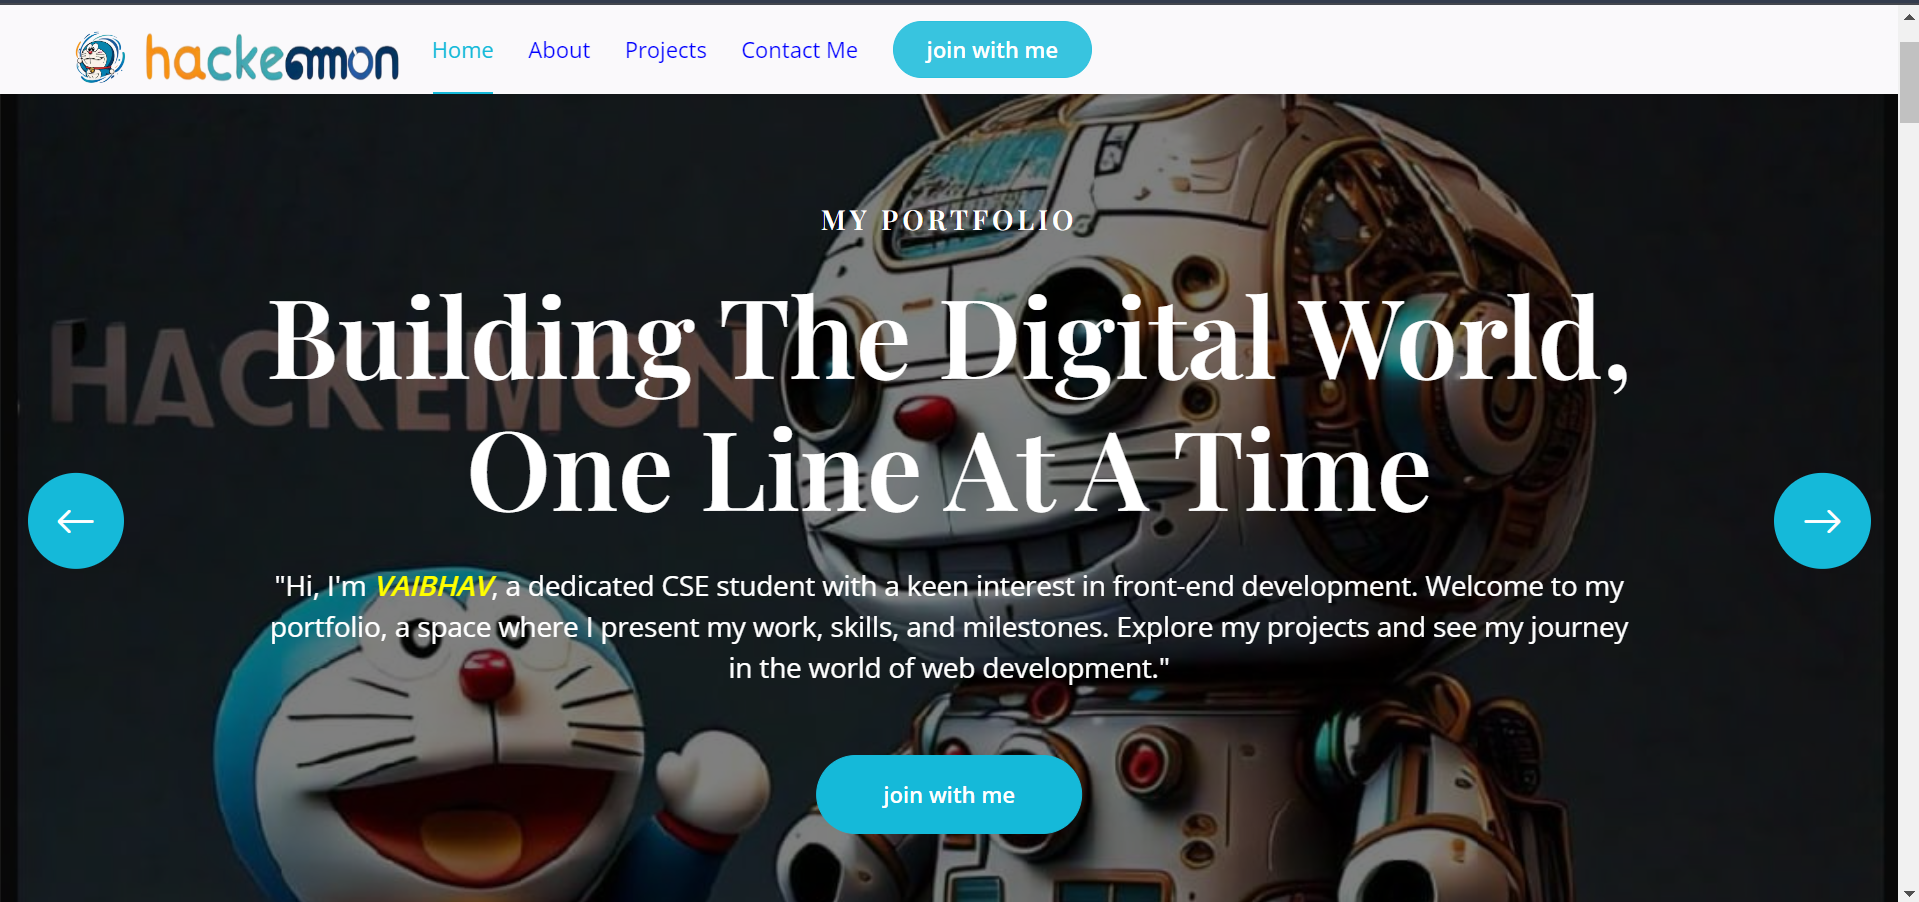 hackemon
Home
About
Projects
Contact Me
join with me
MY PORTFOLIO
Building The Digital World,
One Line At A Time
HACKEMON
"Hi, I'm VAIBHAV, a dedicated CSE student with a keen interest in front-end development. Welcome to my
portfolio, a space where I present my work, skills, and milestones. Explore my projects and see my journey
in the world of web development."
join with me